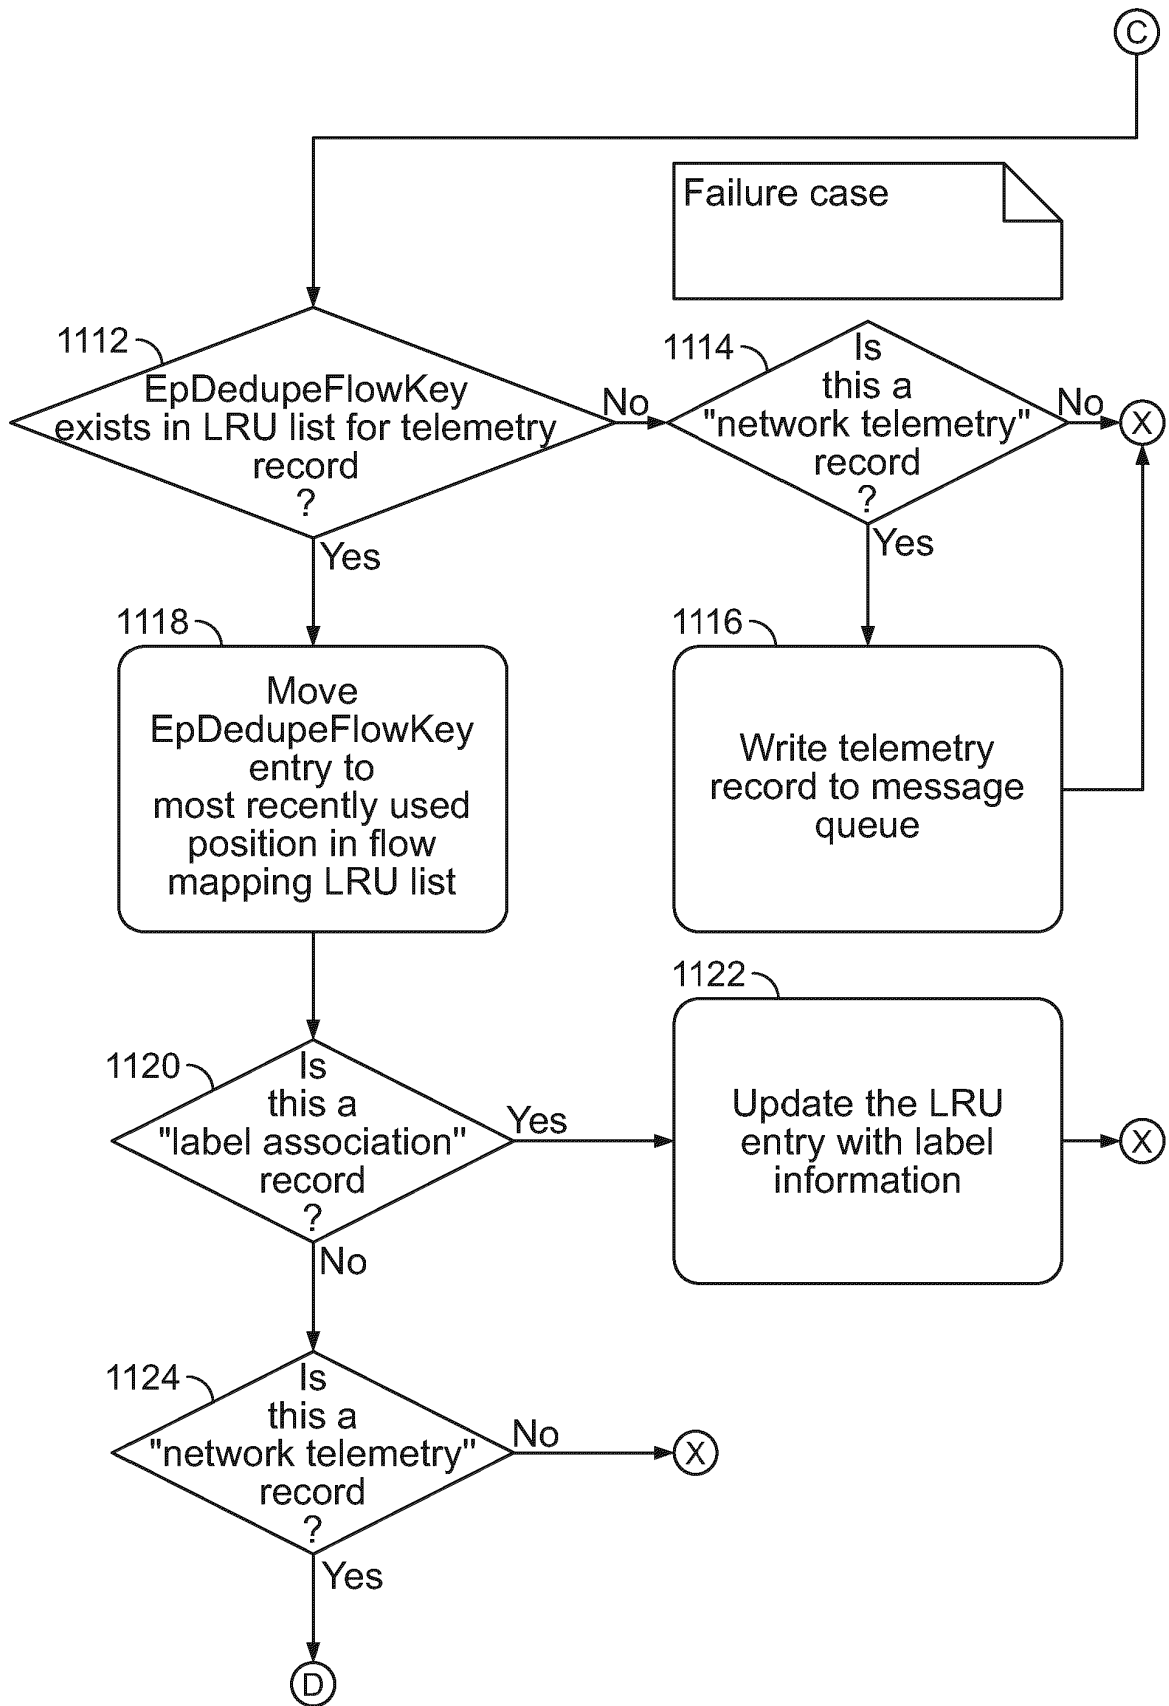 C
Failure case
1112
EpDedupeFlowKey
exists in LRU list for telemetry
record
?
No
1114
Is
this a
"network telemetry"
record
?
No
X
Yes
Yes
1118
Move
EpDedupeFlowKey
entry to
most recently used
position in flow
mapping LRU list
1116
Write telemetry
record to message
queue
1120
Is
this a
"label association"
record
?
Yes
1122
Update the LRU
entry with label
information
X
No
1124
Is
this a
"network telemetry"
record
?
No
X
Yes
D